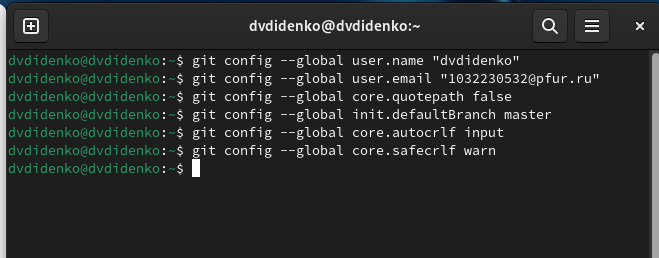 dvdidenko@dvdidenko:~
dvdidenko@dvdidenko:~$ git config --global user.name "dvdidenko"
dvdidenko@dvdidenko:~$ git config --global user.email "1032230532@pfur.ru"
dvdidenko@dvdidenko:~$ git config --global core.quotepath false
dvdidenko@dvdidenko:~$ git config --global init.defaultBranch master
dvdidenko@dvdidenko:~$ git config --global core.autocrlf input
dvdidenko@dvdidenko:~$ git config --global core.safecrlf warn
dvdidenko@dvdidenko:~$